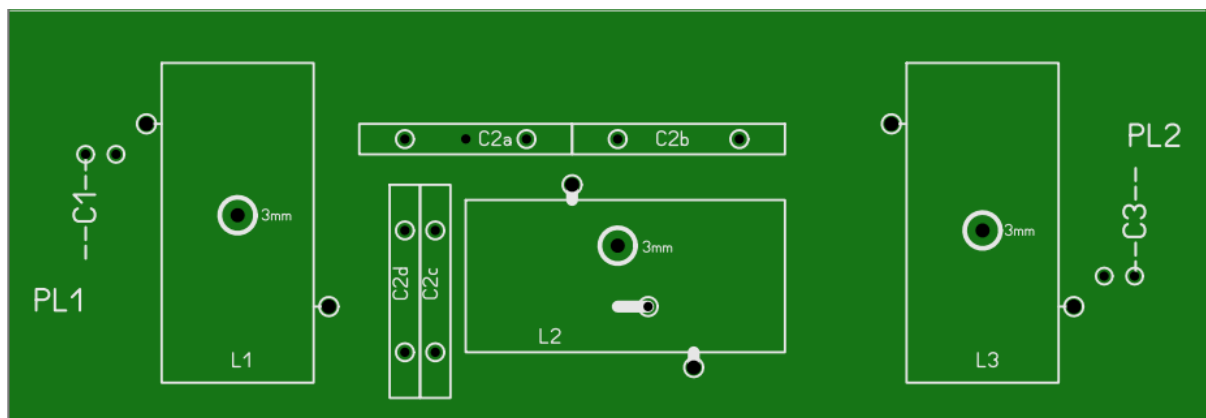 C2a
C2b
PL2
--C1--
3mm
3mm
3mm
--C3--
C2d
C2c
PL1
L2
L1
L3